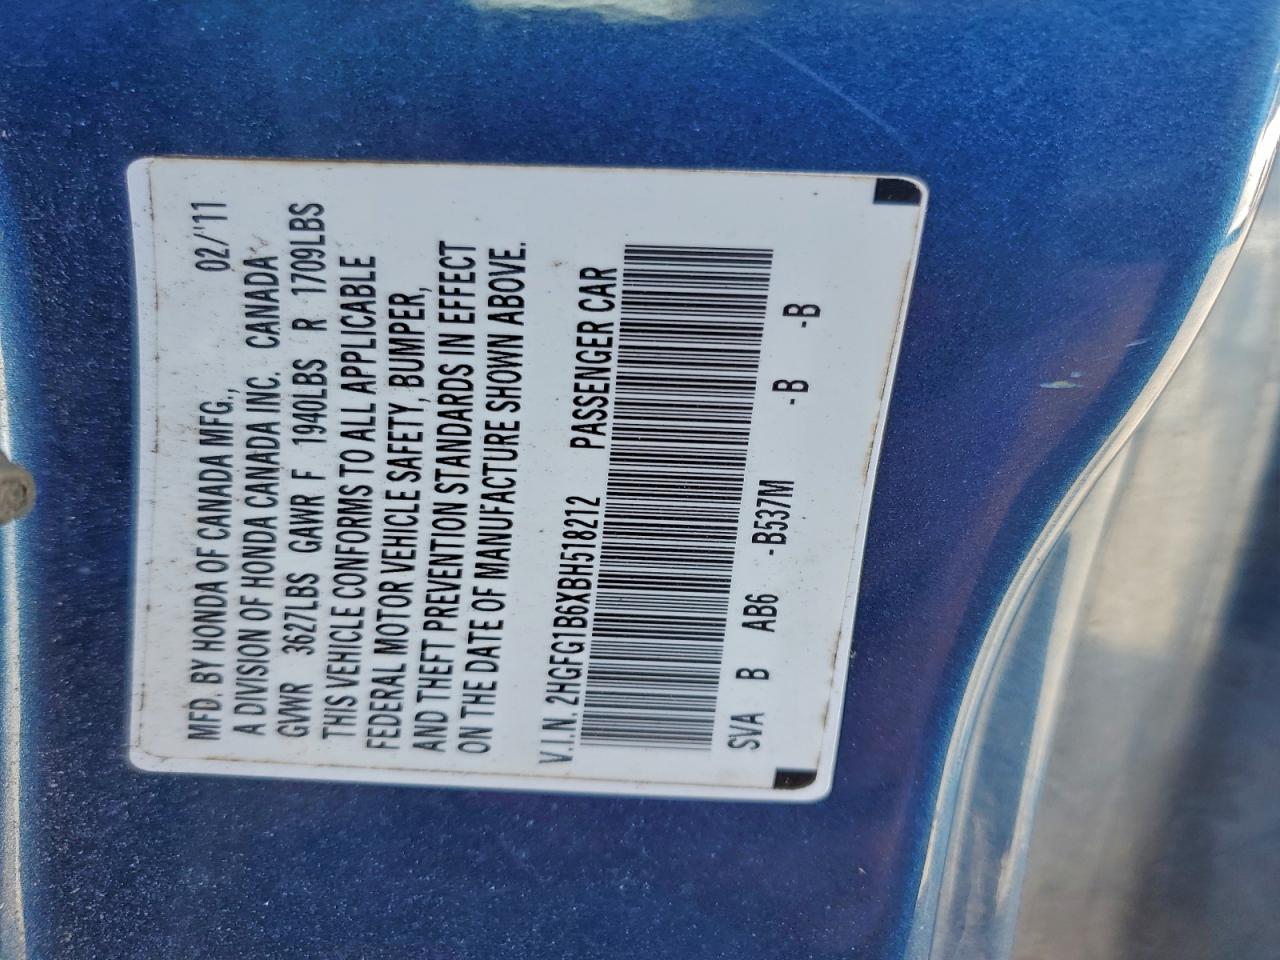 MFD. BY HONDA OF CANADA MFG., 02/'11
A DIVISION OF HONDA CANADA INC. CANADA
GVWR 3627LBS GAWR F 1940LBS R 1709LBS
THIS VEHICLE CONFORMS TO ALL APPLICABLE
FEDERAL MOTOR VEHICLE SAFETY, BUMPER,
AND THEFT PREVENTION STANDARDS IN EFFECT
ON THE DATE OF MANUFACTURE SHOWN ABOVE.
V.I.N. 2HGFG1B6XBH518212 PASSENGER CAR
SVA B AB6 -B537M -B -B